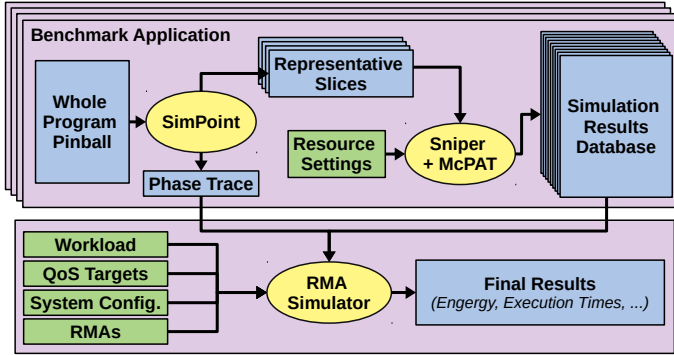 Benchmark Application
Whole
Program
Pinball
SimPoint
Phase Trace
Representative
Slices
Resource
Settings
Sniper
+ McPAT
Simulation
Results
Database
Workload
QoS Targets
System Config.
RMAs
RMA
Simulator
Final Results
(Engergy, Execution Times, ...)